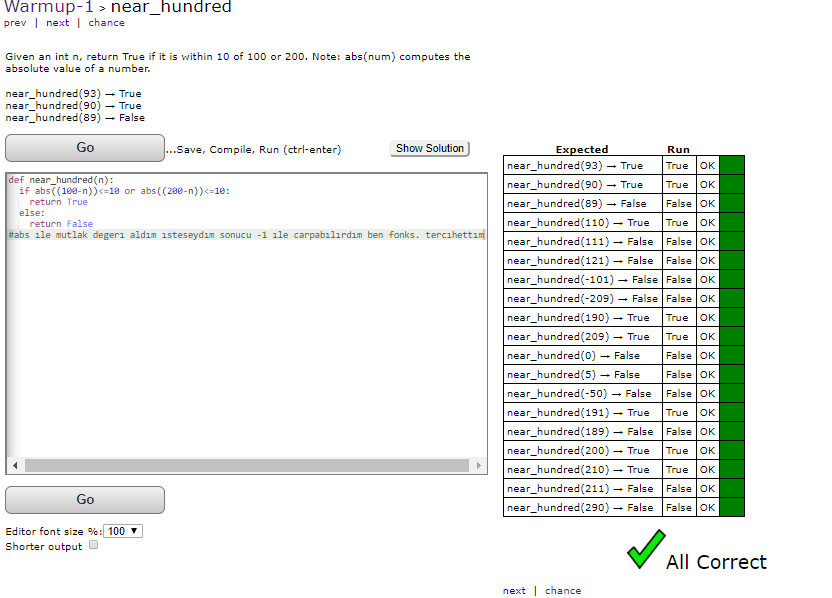 Warmup-1 > near_hundred
prev | next | chance
Given an int n, return True if it is within 10 of 100 or 200. Note: abs(num) computes the
absolute value of a number.
near_hundred(93) → True
near_hundred(90) → True
near_hundred(89) → False
Go ...Save, Compile, Run (ctrl-enter) Show Solution
def near_hundred(n):
if abs((100-n))<=10 or abs((200-n))<=10:
return True
else:
return False
#abs ıle mutlak degerı aldım ısteseydım sonucu -1 ıle carpabılırdım ben fonks. tercıhettım
Go
Editor font size %: 100 ▼
Shorter output
Expected Run
near_hundred(93) → True True OK
near_hundred(90) → True True OK
near_hundred(89) → False False OK
near_hundred(110) → True True OK
near_hundred(111) → False False OK
near_hundred(121) → False False OK
near_hundred(-101) → False False OK
near_hundred(-209) → False False OK
near_hundred(190) → True True OK
near_hundred(209) → True True OK
near_hundred(0) → False False OK
near_hundred(5) → False False OK
near_hundred(-50) → False False OK
near_hundred(191) → True True OK
near_hundred(189) → False False OK
near_hundred(200) → True True OK
near_hundred(210) → True True OK
near_hundred(211) → False False OK
near_hundred(290) → False False OK
All Correct
next | chance